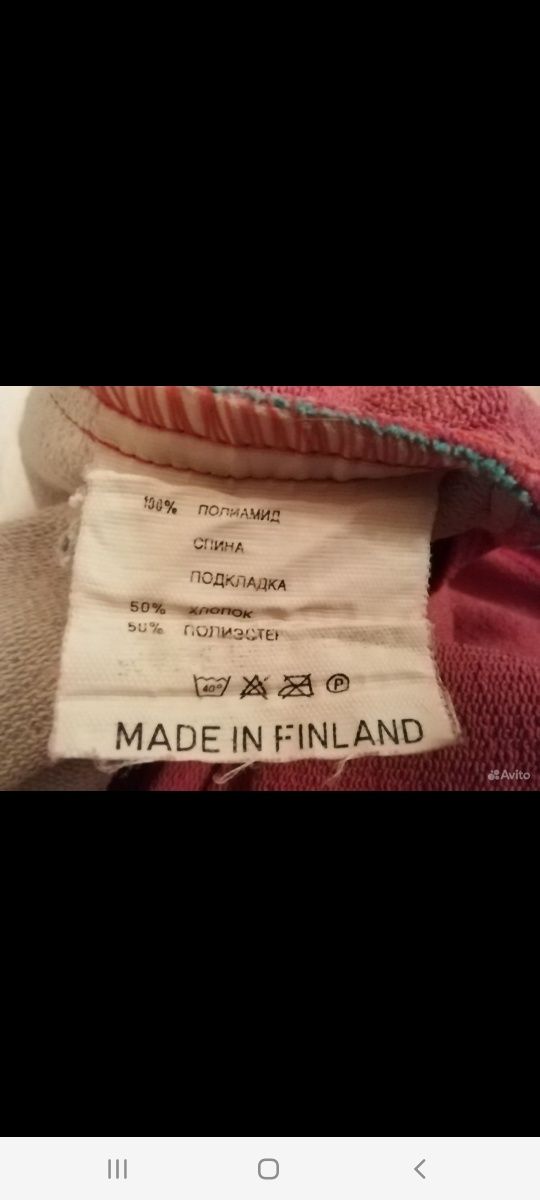 100% ПОЛИАМИД
СПИНА
ПОДКЛАДКА
50% ХЛОПОК
50% ПОЛИЭСТЕР
40°
P
MADE IN FINLAND
Avito